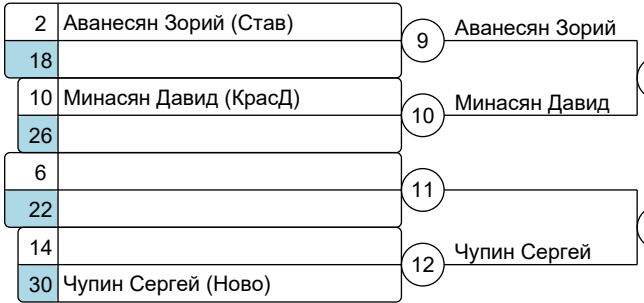 2 Аванесян Зорий (Став)
18
9 Аванесян Зорий
10 Минасян Давид (КрасД)
26
10 Минасян Давид
6
22
11
14
30 Чупин Сергей (Ново)
12 Чупин Сергей